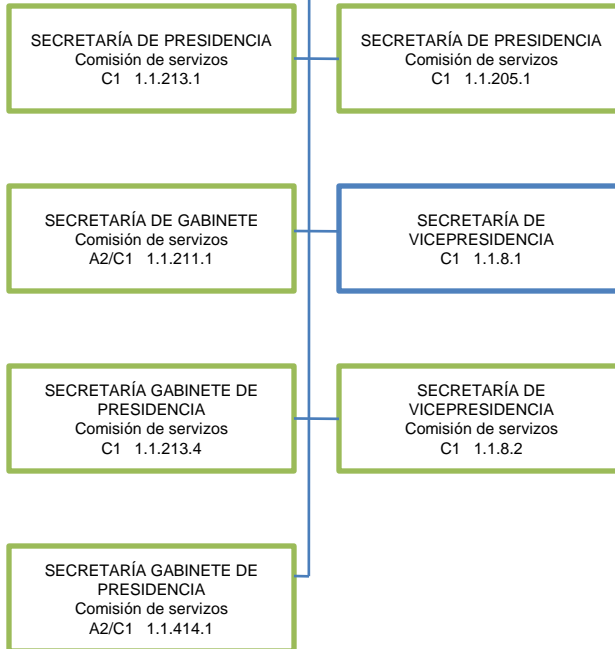 SECRETARÍA DE PRESIDENCIA
Comisión de servizos
C1 1.1.213.1
SECRETARÍA DE PRESIDENCIA
Comisión de servizos
C1 1.1.205.1
SECRETARÍA DE GABINETE
Comisión de servizos
A2/C1 1.1.211.1
SECRETARÍA DE
VICEPRESIDENCIA
C1 1.1.8.1
SECRETARÍA GABINETE DE
PRESIDENCIA
Comisión de servizos
C1 1.1.213.4
SECRETARÍA DE
VICEPRESIDENCIA
Comisión de servizos
C1 1.1.8.2
SECRETARÍA GABINETE DE
PRESIDENCIA
Comisión de servizos
A2/C1 1.1.414.1